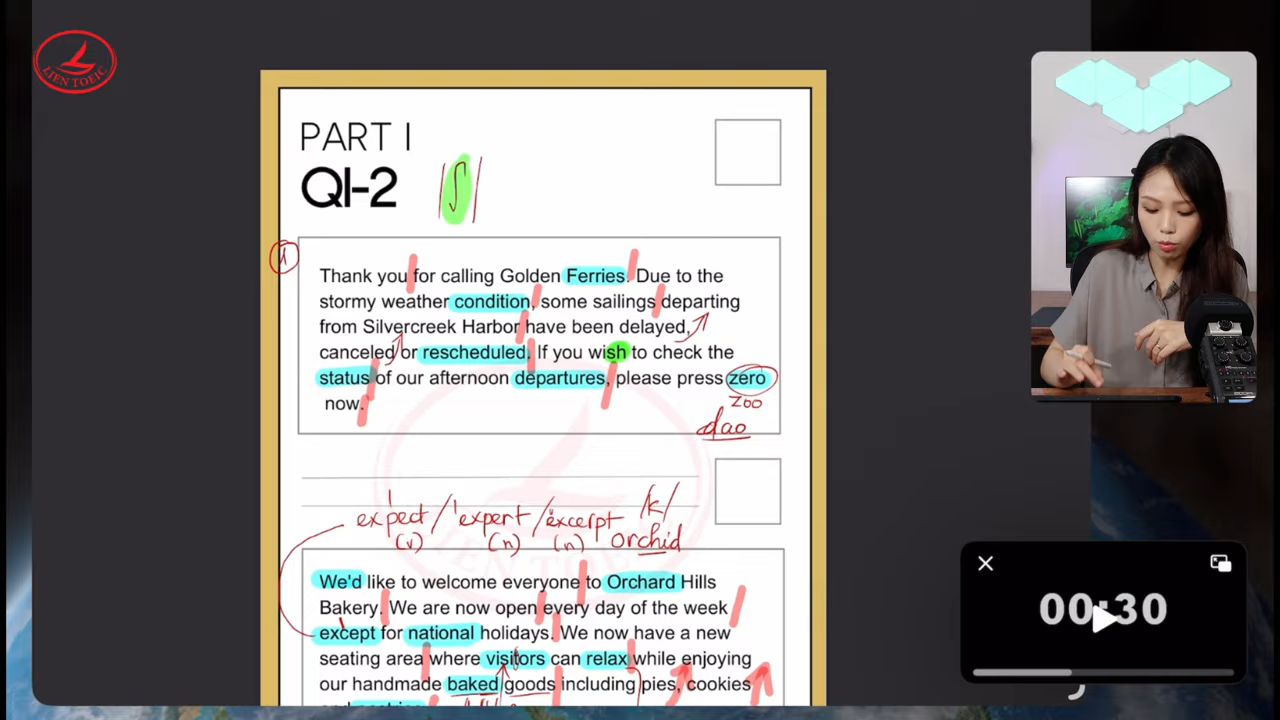 LIEN TOEIC
PART I
QI-2
/ʃ/
1
Thank you for calling Golden Ferries. Due to the
stormy weather condition, some sailings departing
from Silvercreek Harbor have been delayed,
canceled or rescheduled. If you wish to check the
status of our afternoon departures, please press zero
now.
zoo
dao
expect / expert / excerpt /k/
(v) (n) (n) orchid
We'd like to welcome everyone to Orchard Hills
Bakery. We are now open every day of the week
except for national holidays. We now have a new
seating area where visitors can relax while enjoying
our handmade baked goods including pies, cookies
00:30